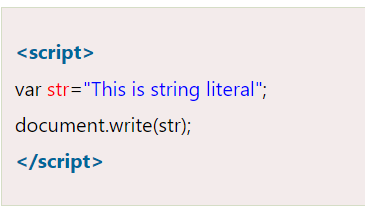 <script>
var str="This is string literal";
document.write(str);
</script>